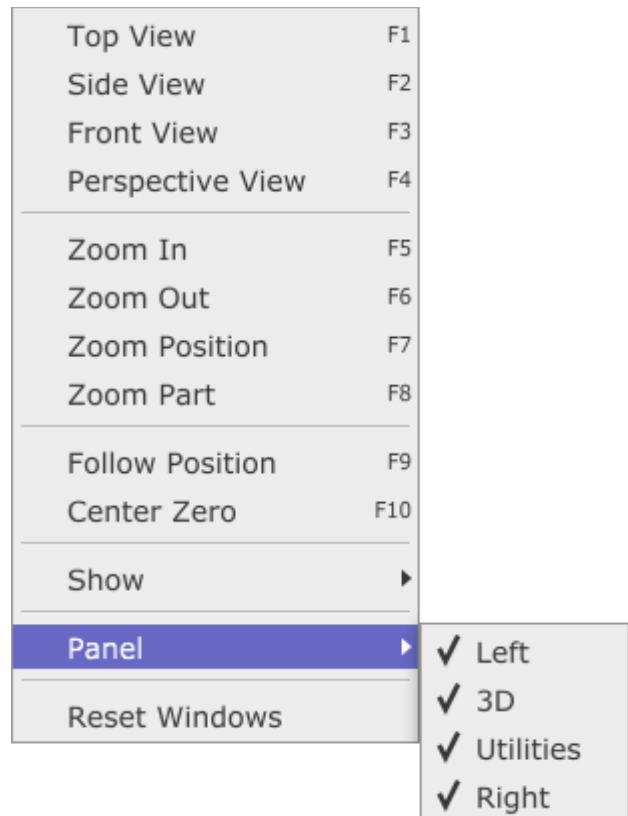 Top View F1
Side View F2
Front View F3
Perspective View F4
Zoom In F5
Zoom Out F6
Zoom Position F7
Zoom Part F8
Follow Position F9
Center Zero F10
Show
Panel
Left
3D
Utilities
Right
Reset Windows